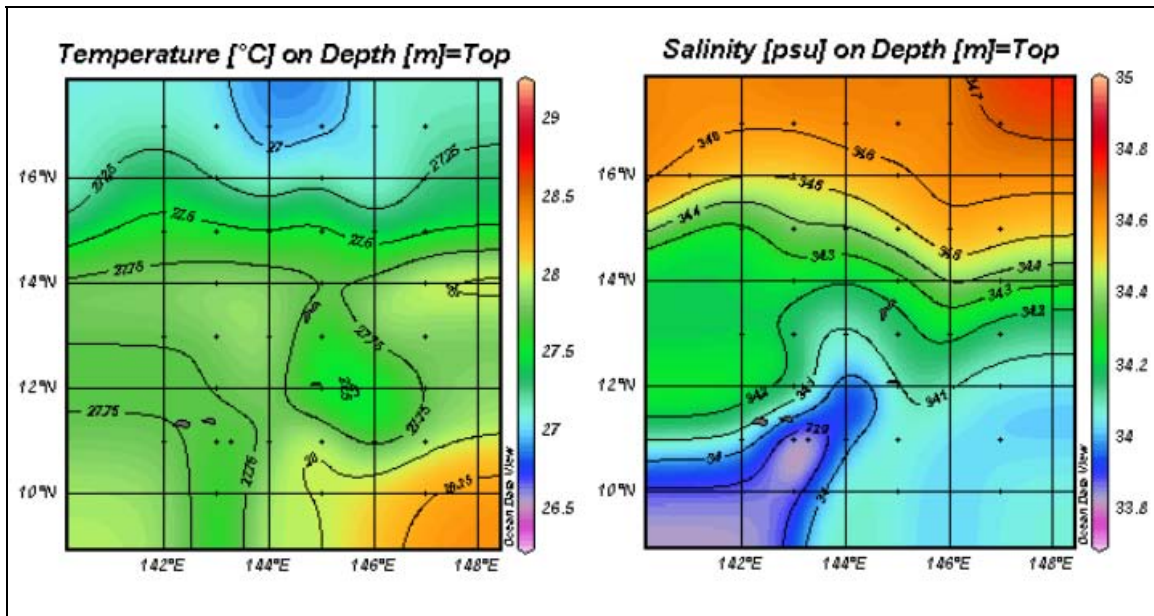 Temperature [°C] on Depth [m]=Top
27
27.25
27.25
27.5
27.5
27.75
27.75
27.75
27.75
27.75
28
28.25
16°N
14°N
12°N
10°N
142°E
144°E
146°E
148°E
29
28.5
28
27.5
27
26.5
Ocean Data View
Salinity [psu] on Depth [m]=Top
34.7
34.6
34.6
34.5
34.5
34.4
34.4
34.3
34.3
34.2
34.2
34.1
34.1
34
34
16°N
14°N
12°N
10°N
142°E
144°E
146°E
148°E
35
34.8
34.6
34.4
34.2
34
33.8
Ocean Data View